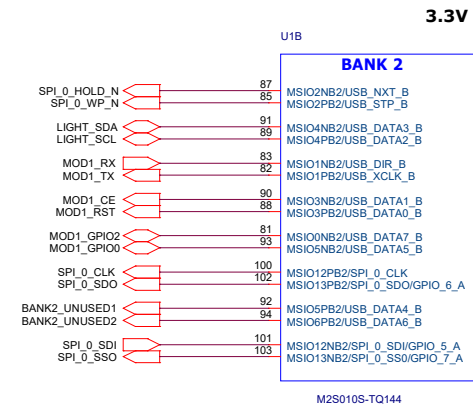 3.3V
U1B
BANK 2
SPI_0_HOLD_N 87 MSIO2NB2/USB_NXT_B
SPI_0_WP_N 85 MSIO2PB2/USB_STP_B
LIGHT_SDA 91 MSIO4NB2/USB_DATA3_B
LIGHT_SCL 89 MSIO4PB2/USB_DATA2_B
MOD1_RX 83 MSIO1NB2/USB_DIR_B
MOD1_TX 82 MSIO1PB2/USB_XCLK_B
MOD1_CE 90 MSIO3NB2/USB_DATA1_B
MOD1_RST 88 MSIO3PB2/USB_DATA0_B
MOD1_GPIO2 81 MSIO0NB2/USB_DATA7_B
MOD1_GPIO0 93 MSIO5NB2/USB_DATA5_B
SPI_0_CLK 100 MSIO12PB2/SPI_0_CLK
SPI_0_SDO 102 MSIO13PB2/SPI_0_SDO/GPIO_6_A
BANK2_UNUSED1 92 MSIO5PB2/USB_DATA4_B
BANK2_UNUSED2 94 MSIO6PB2/USB_DATA6_B
SPI_0_SDI 101 MSIO12NB2/SPI_0_SDI/GPIO_5_A
SPI_0_SSO 103 MSIO13NB2/SPI_0_SS0/GPIO_7_A
M2S010S-TQ144